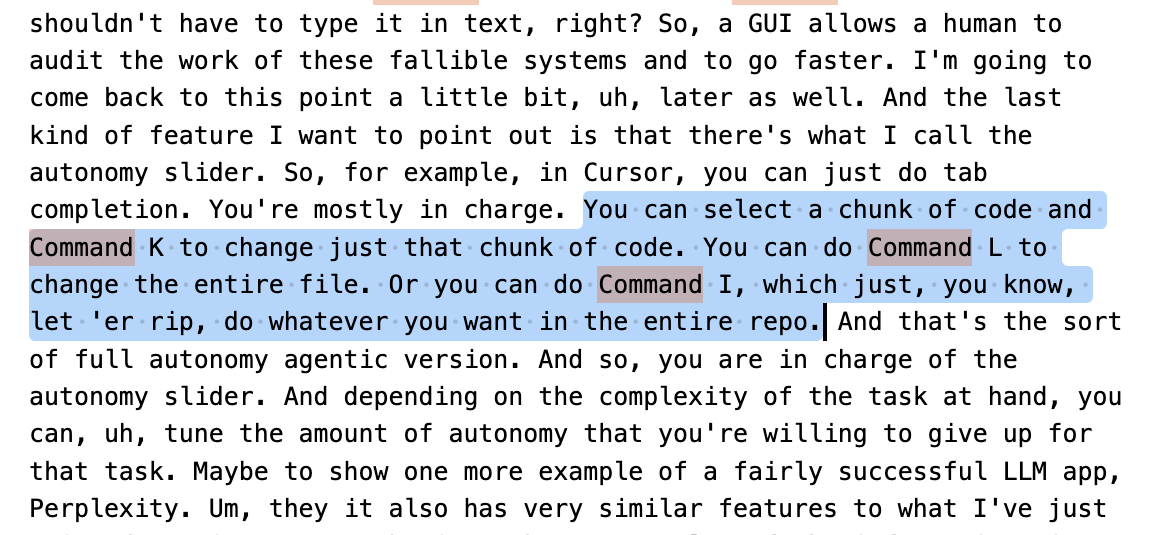 shouldn't have to type it in text, right? So, a GUI allows a human to
audit the work of these fallible systems and to go faster. I'm going to
come back to this point a little bit, uh, later as well. And the last
kind of feature I want to point out is that there's what I call the
autonomy slider. So, for example, in Cursor, you can just do tab
completion. You're mostly in charge. You can select a chunk of code and
Command K to change just that chunk of code. You can do Command L to
change the entire file. Or you can do Command I, which just, you know,
let 'er rip, do whatever you want in the entire repo. And that's the sort
of full autonomy agentic version. And so, you are in charge of the
autonomy slider. And depending on the complexity of the task at hand, you
can, uh, tune the amount of autonomy that you're willing to give up for
that task. Maybe to show one more example of a fairly successful LLM app,
Perplexity. Um, they it also has very similar features to what I've just